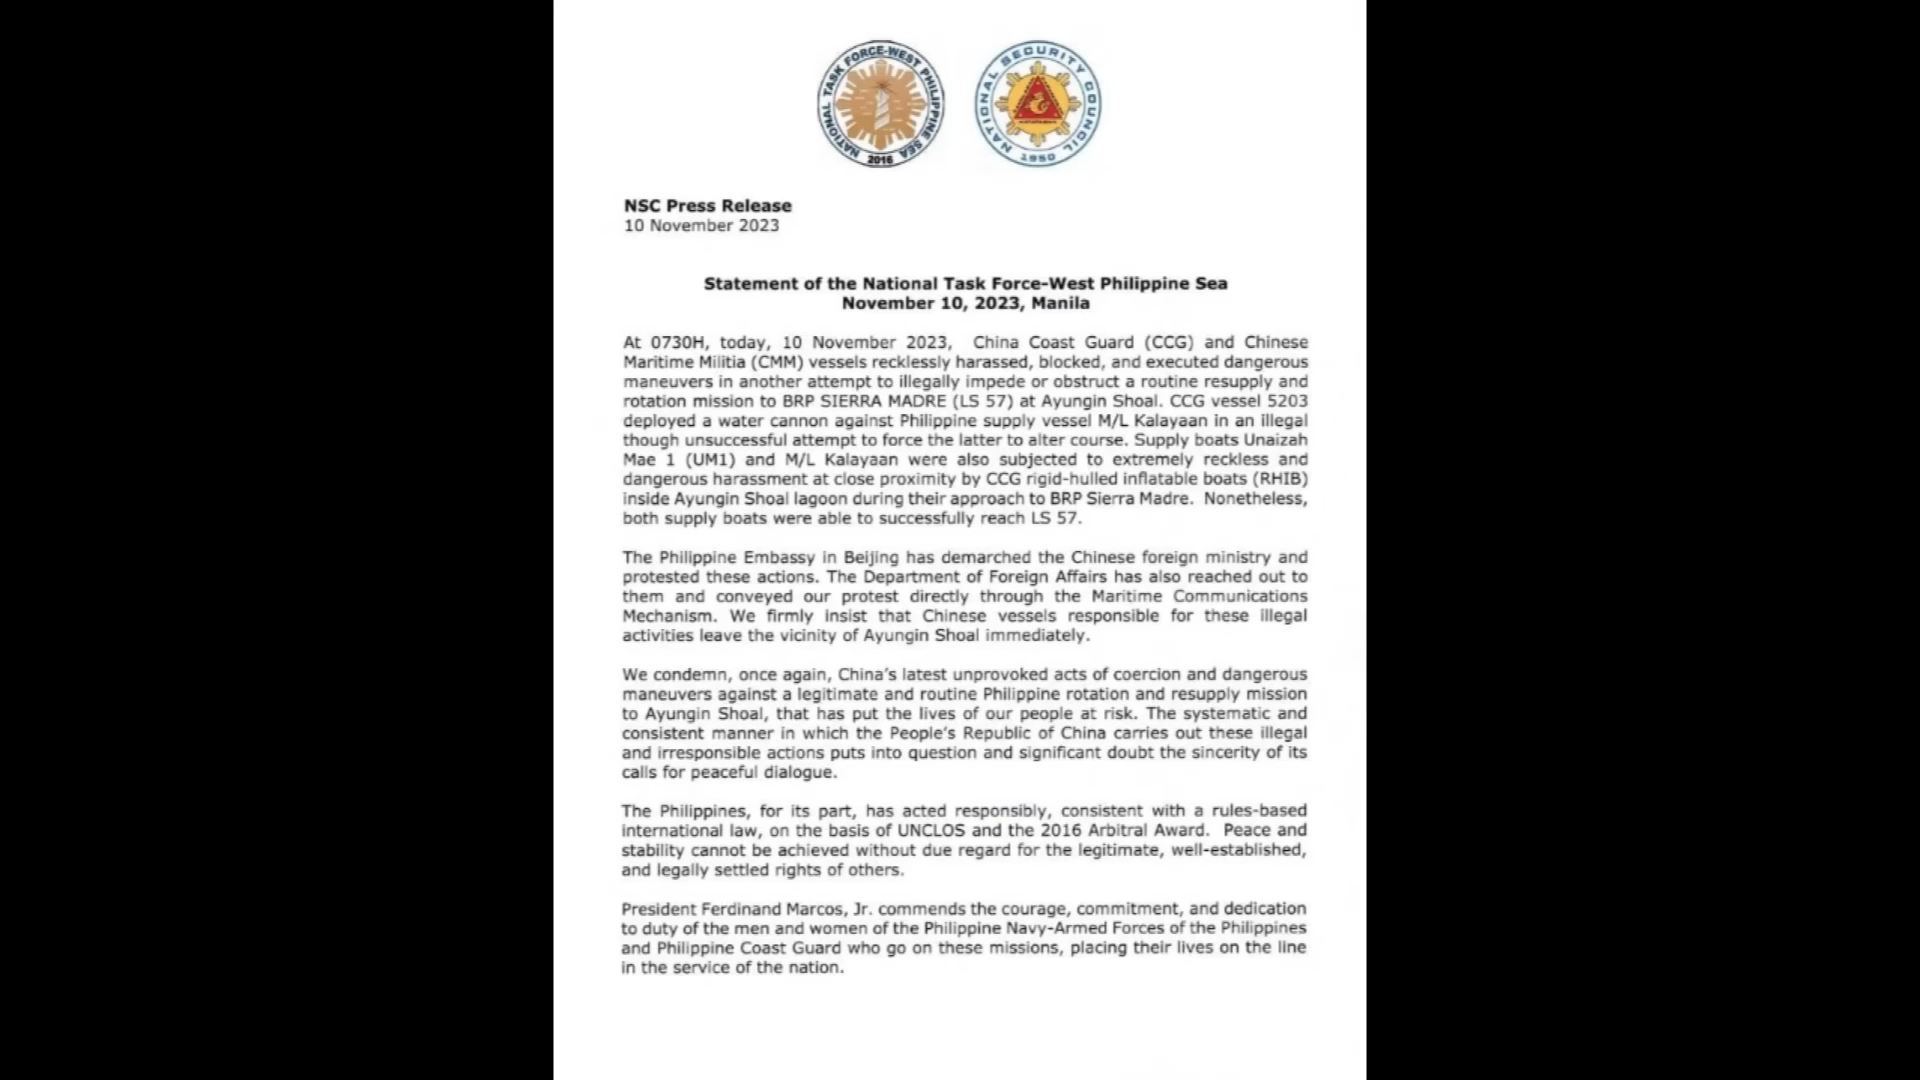 NATIONAL TASK FORCE-WEST PHILIPPINE SEA
2016
NATIONAL SECURITY COUNCIL
1950
NSC Press Release
10 November 2023
Statement of the National Task Force-West Philippine Sea
November 10, 2023, Manila
At 0730H, today, 10 November 2023, China Coast Guard (CCG) and Chinese
Maritime Militia (CMM) vessels recklessly harassed, blocked, and executed dangerous
maneuvers in another attempt to illegally impede or obstruct a routine resupply and
rotation mission to BRP SIERRA MADRE (LS 57) at Ayungin Shoal. CCG vessel 5203
deployed a water cannon against Philippine supply vessel M/L Kalayaan in an illegal
though unsuccessful attempt to force the latter to alter course. Supply boats Unaizah
Mae 1 (UM1) and M/L Kalayaan were also subjected to extremely reckless and
dangerous harassment at close proximity by CCG rigid-hulled inflatable boats (RHIB)
inside Ayungin Shoal lagoon during their approach to BRP Sierra Madre. Nonetheless,
both supply boats were able to successfully reach LS 57.
The Philippine Embassy in Beijing has demarched the Chinese foreign ministry and
protested these actions. The Department of Foreign Affairs has also reached out to
them and conveyed our protest directly through the Maritime Communications
Mechanism. We firmly insist that Chinese vessels responsible for these illegal
activities leave the vicinity of Ayungin Shoal immediately.
We condemn, once again, China's latest unprovoked acts of coercion and dangerous
maneuvers against a legitimate and routine Philippine rotation and resupply mission
to Ayungin Shoal, that has put the lives of our people at risk. The systematic and
consistent manner in which the People's Republic of China carries out these illegal
and irresponsible actions puts into question and significant doubt the sincerity of its
calls for peaceful dialogue.
The Philippines, for its part, has acted responsibly, consistent with a rules-based
international law, on the basis of UNCLOS and the 2016 Arbitral Award. Peace and
stability cannot be achieved without due regard for the legitimate, well-established,
and legally settled rights of others.
President Ferdinand Marcos, Jr. commends the courage, commitment, and dedication
to duty of the men and women of the Philippine Navy-Armed Forces of the Philippines
and Philippine Coast Guard who go on these missions, placing their lives on the line
in the service of the nation.